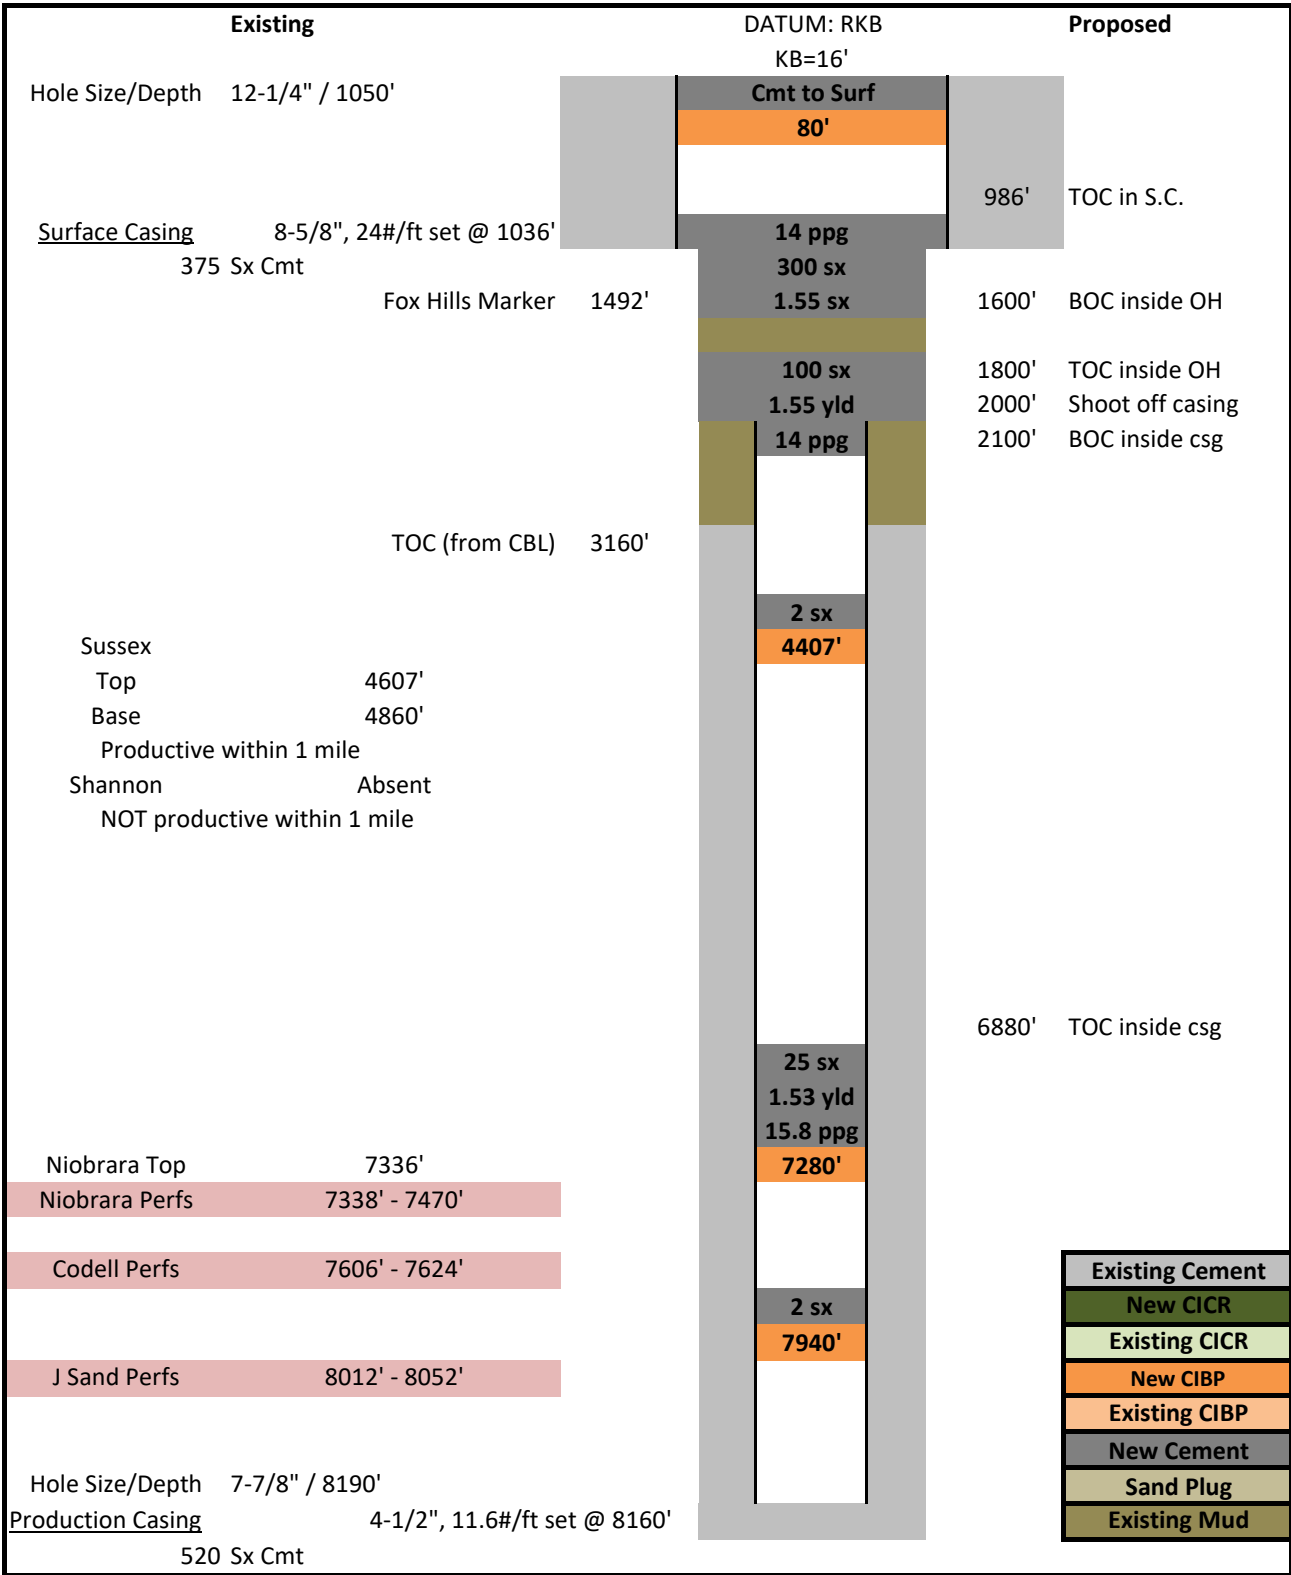 Existing DATUM: RKB Proposed
KB=16'
Hole Size/Depth 12-1/4" / 1050' Cmt to Surf
80'
986' TOC in S.C.
Surface Casing 8-5/8", 24#/ft set @ 1036' 14 ppg
375 Sx Cmt 300 sx
Fox Hills Marker 1492' 1.55 sx 1600' BOC inside OH
100 sx 1800' TOC inside OH
1.55 yld 2000' Shoot off casing
14 ppg 2100' BOC inside csg
TOC (from CBL) 3160'
2 sx
Sussex 4407'
Top 4607'
Base 4860'
Productive within 1 mile
Shannon Absent
NOT productive within 1 mile
6880' TOC inside csg
25 sx
1.53 yld
15.8 ppg
Niobrara Top 7336' 7280'
Niobrara Perfs 7338' - 7470'
Codell Perfs 7606' - 7624' Existing Cement
2 sx New CICR
7940' Existing CICR
J Sand Perfs 8012' - 8052' New CIBP
Existing CIBP
New Cement
Hole Size/Depth 7-7/8" / 8190' Sand Plug
Production Casing 4-1/2", 11.6#/ft set @ 8160' Existing Mud
520 Sx Cmt